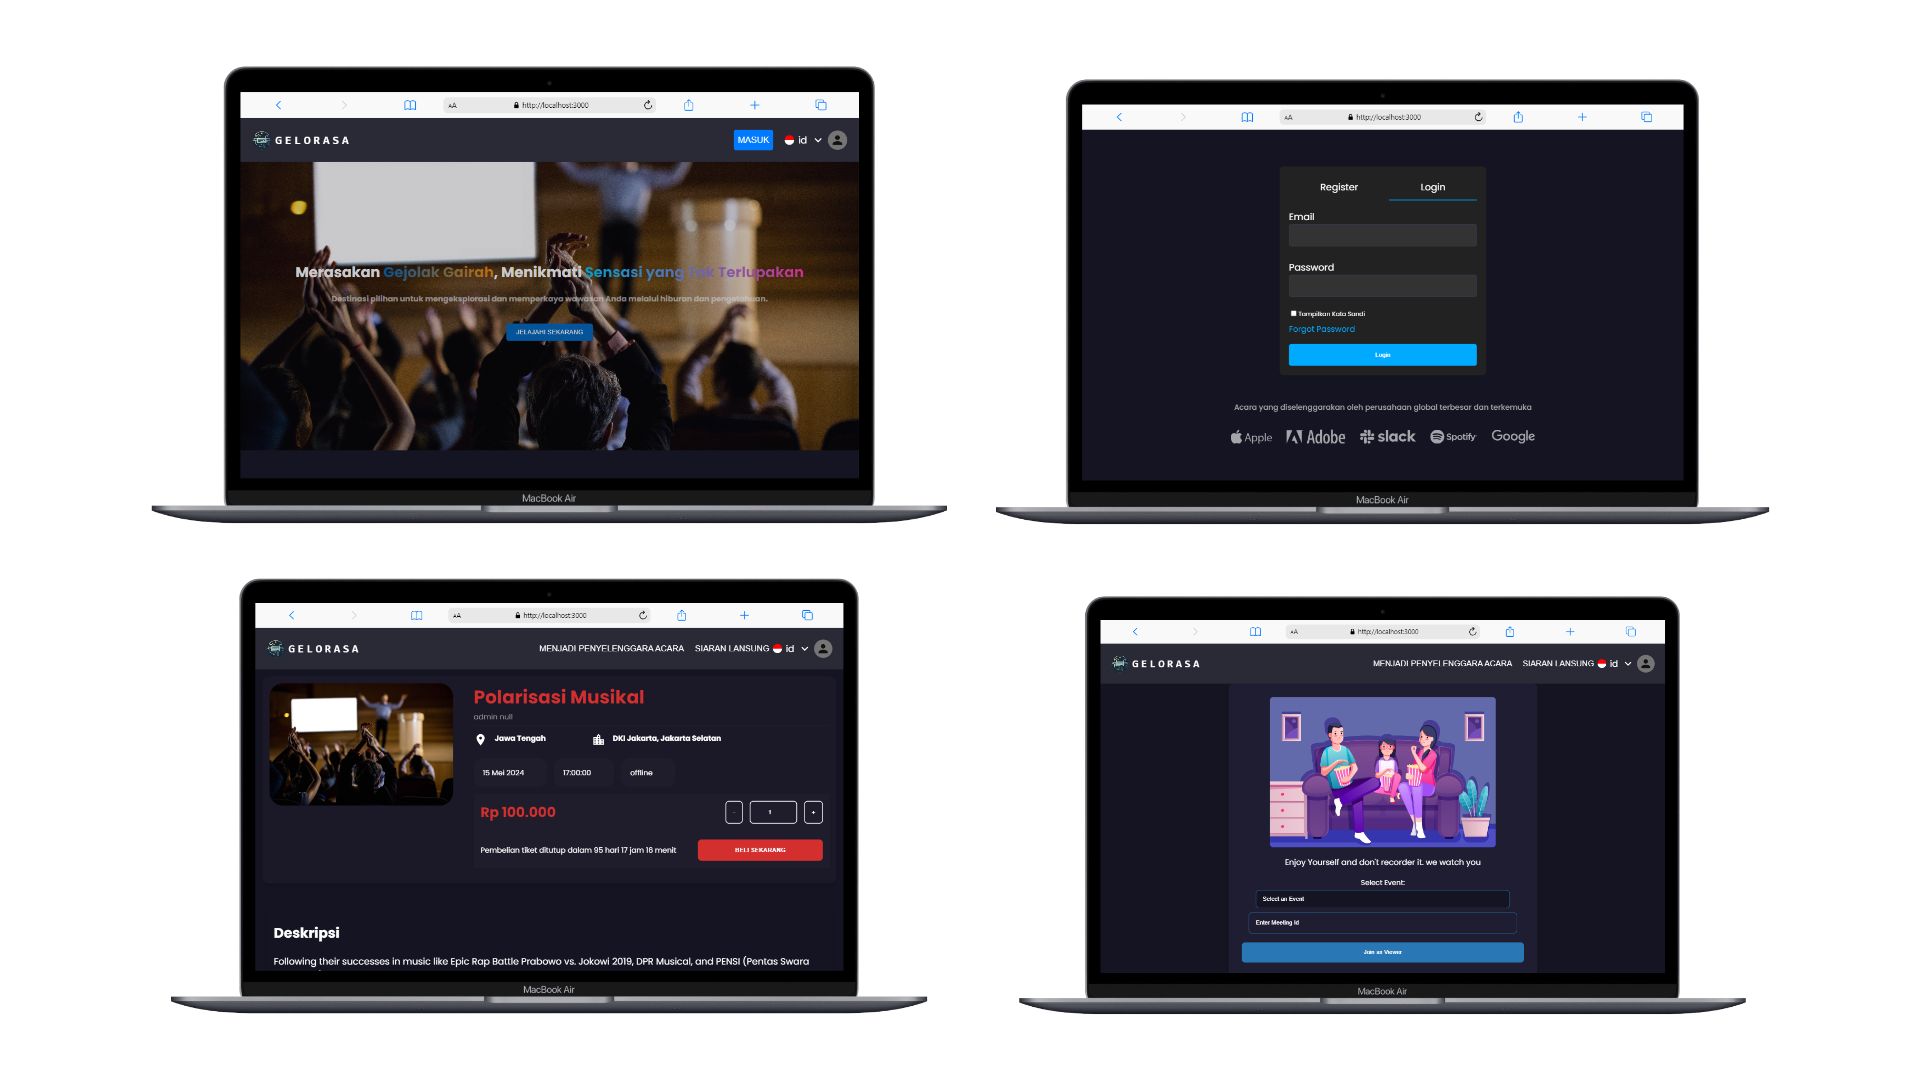 AA http://localhost:3000
GELORASA MASUK id
Merasakan Gejolak Gairah, Menikmati Sensasi yang Tak Terlupakan
Destinasi pilihan untuk mengeksplorasi dan memperkaya wawasan Anda melalui hiburan dan pengetahuan.
JELAJAHI SEKARANG
MacBook Air
AA http://localhost:3000
Register Login
Email
Password
Tampilkan Kata Sandi
Forgot Password
Login
Acara yang diselenggarakan oleh perusahaan global terbesar dan terkemuka
Apple Adobe slack Spotify Google
MacBook Air
AA http://localhost:3000
GELORASA MENJADI PENYELENGGARA ACARA SIARAN LANSUNG id
Polarisasi Musikal
admin null
Jawa Tengah DKI Jakarta, Jakarta Selatan
15 Mei 2024 17:00:00 offline
Rp 100.000 - 1 +
Pembelian tiket ditutup dalam 95 hari 17 jam 16 menit BELI SEKARANG
Deskripsi
Following their successes in music like Epic Rap Battle Prabowo vs. Jokowi 2019, DPR Musical, and PENSI (Pentas Swara
MacBook Air
AA http://localhost:3000
GELORASA MENJADI PENYELENGGARA ACARA SIARAN LANSUNG id
Enjoy Yourself and don't recorder it. we watch you
Select Event:
Select an Event
Enter Meeting Id
Join as Viewer
MacBook Air